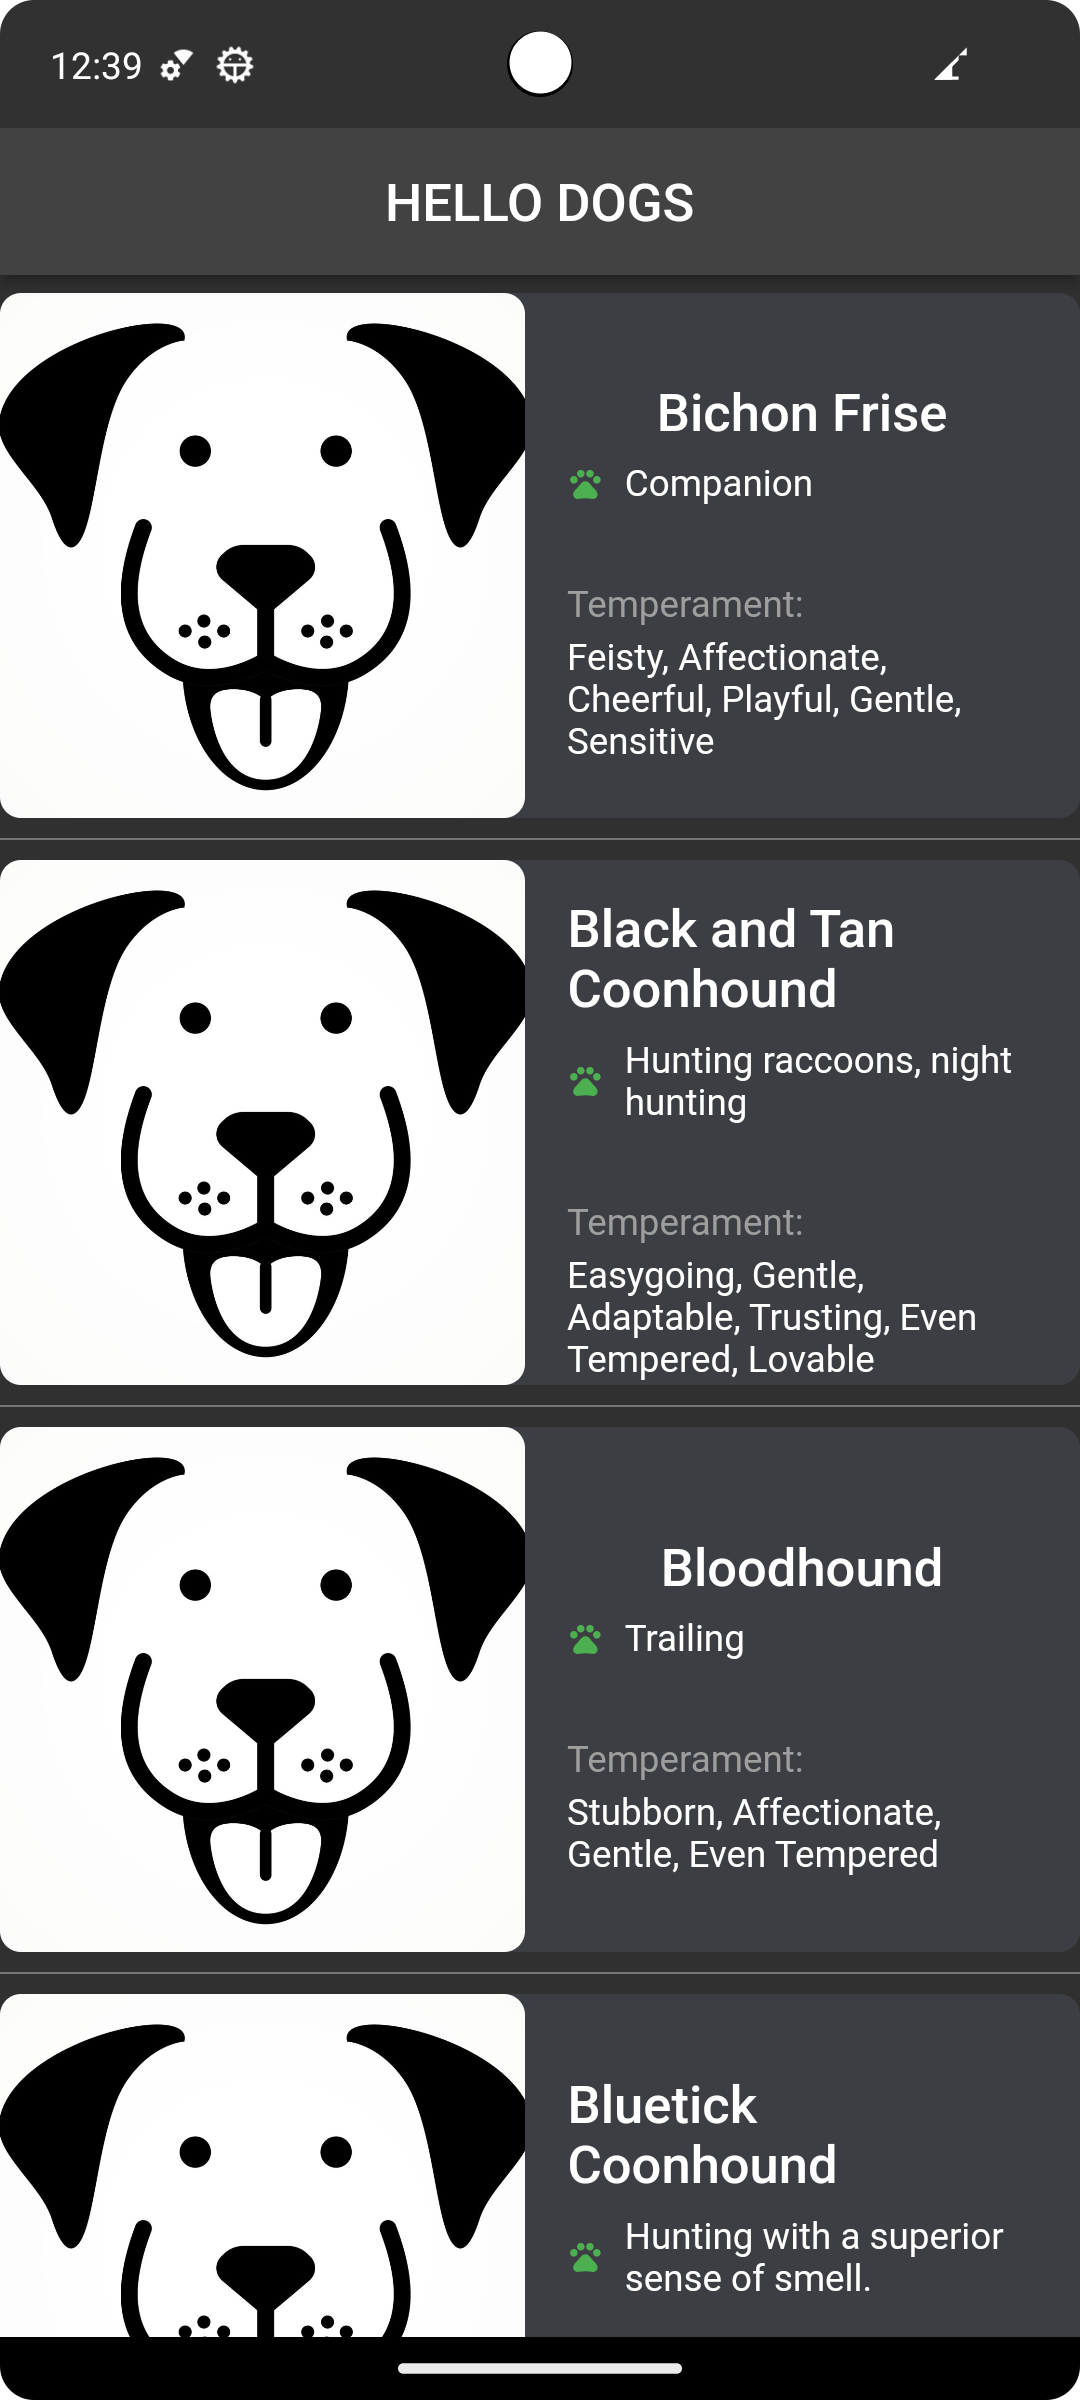 12:39
HELLO DOGS
Bichon Frise
Companion
Temperament:
Feisty, Affectionate,
Cheerful, Playful, Gentle,
Sensitive
Black and Tan
Coonhound
Hunting raccoons, night
hunting
Temperament:
Easygoing, Gentle,
Adaptable, Trusting, Even
Tempered, Lovable
Bloodhound
Trailing
Temperament:
Stubborn, Affectionate,
Gentle, Even Tempered
Bluetick
Coonhound
Hunting with a superior
sense of smell.